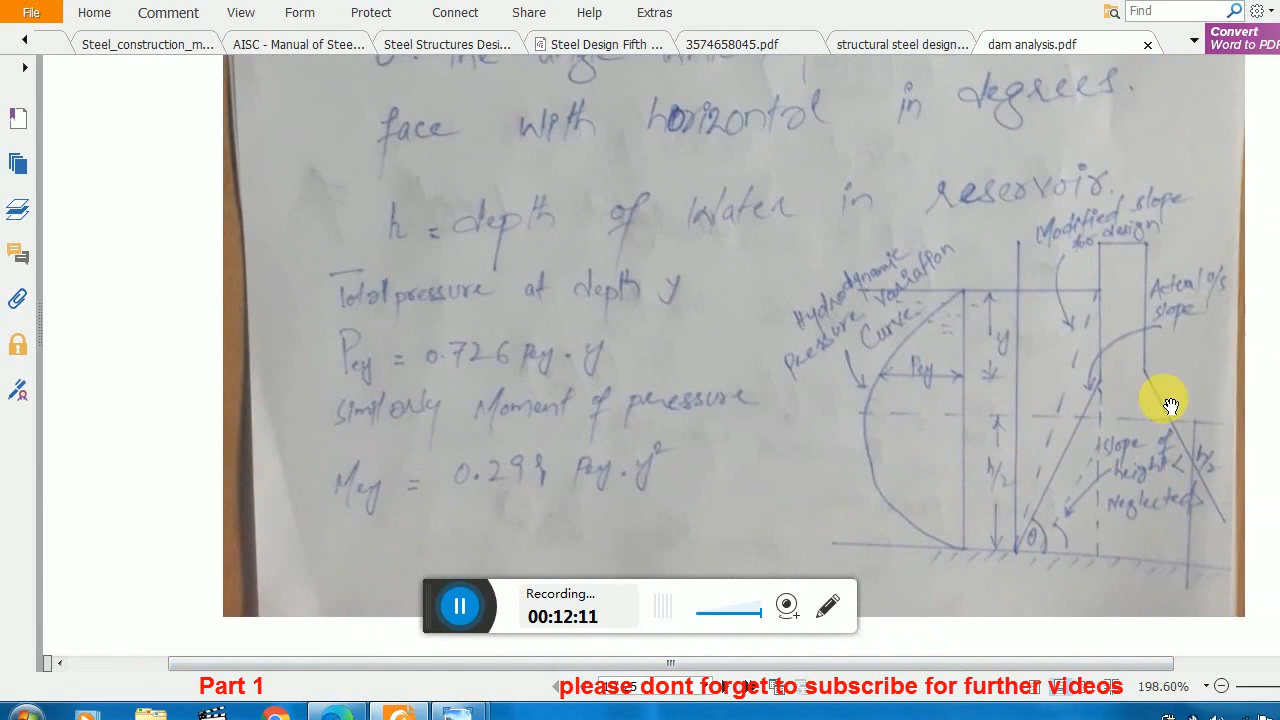 File Home Comment View Form Protect Connect Share Help Extras
Find
Steel_construction_m... AISC - Manual of Stee... Steel Structures Desi... Steel Design Fifth ... 3574658045.pdf structural steel design... dam analysis.pdf
Convert
Word to PDF
face with horizontal in degrees.
h = depth of water in reservoir.
Total pressure at depth y
Pey = 0.726 Pey . y
Similarly Moment of pressure
Mey = Pey . y²
Hydrodynamic
pressure variation
Curve
Pey
y
h/2
Modified slope
for design
Actual u/s
slope
slope of
height <
Neglected
h/2
θ
Recording...
00:12:11
Part 1
please dont forget to subscribe for further videos
198.60%